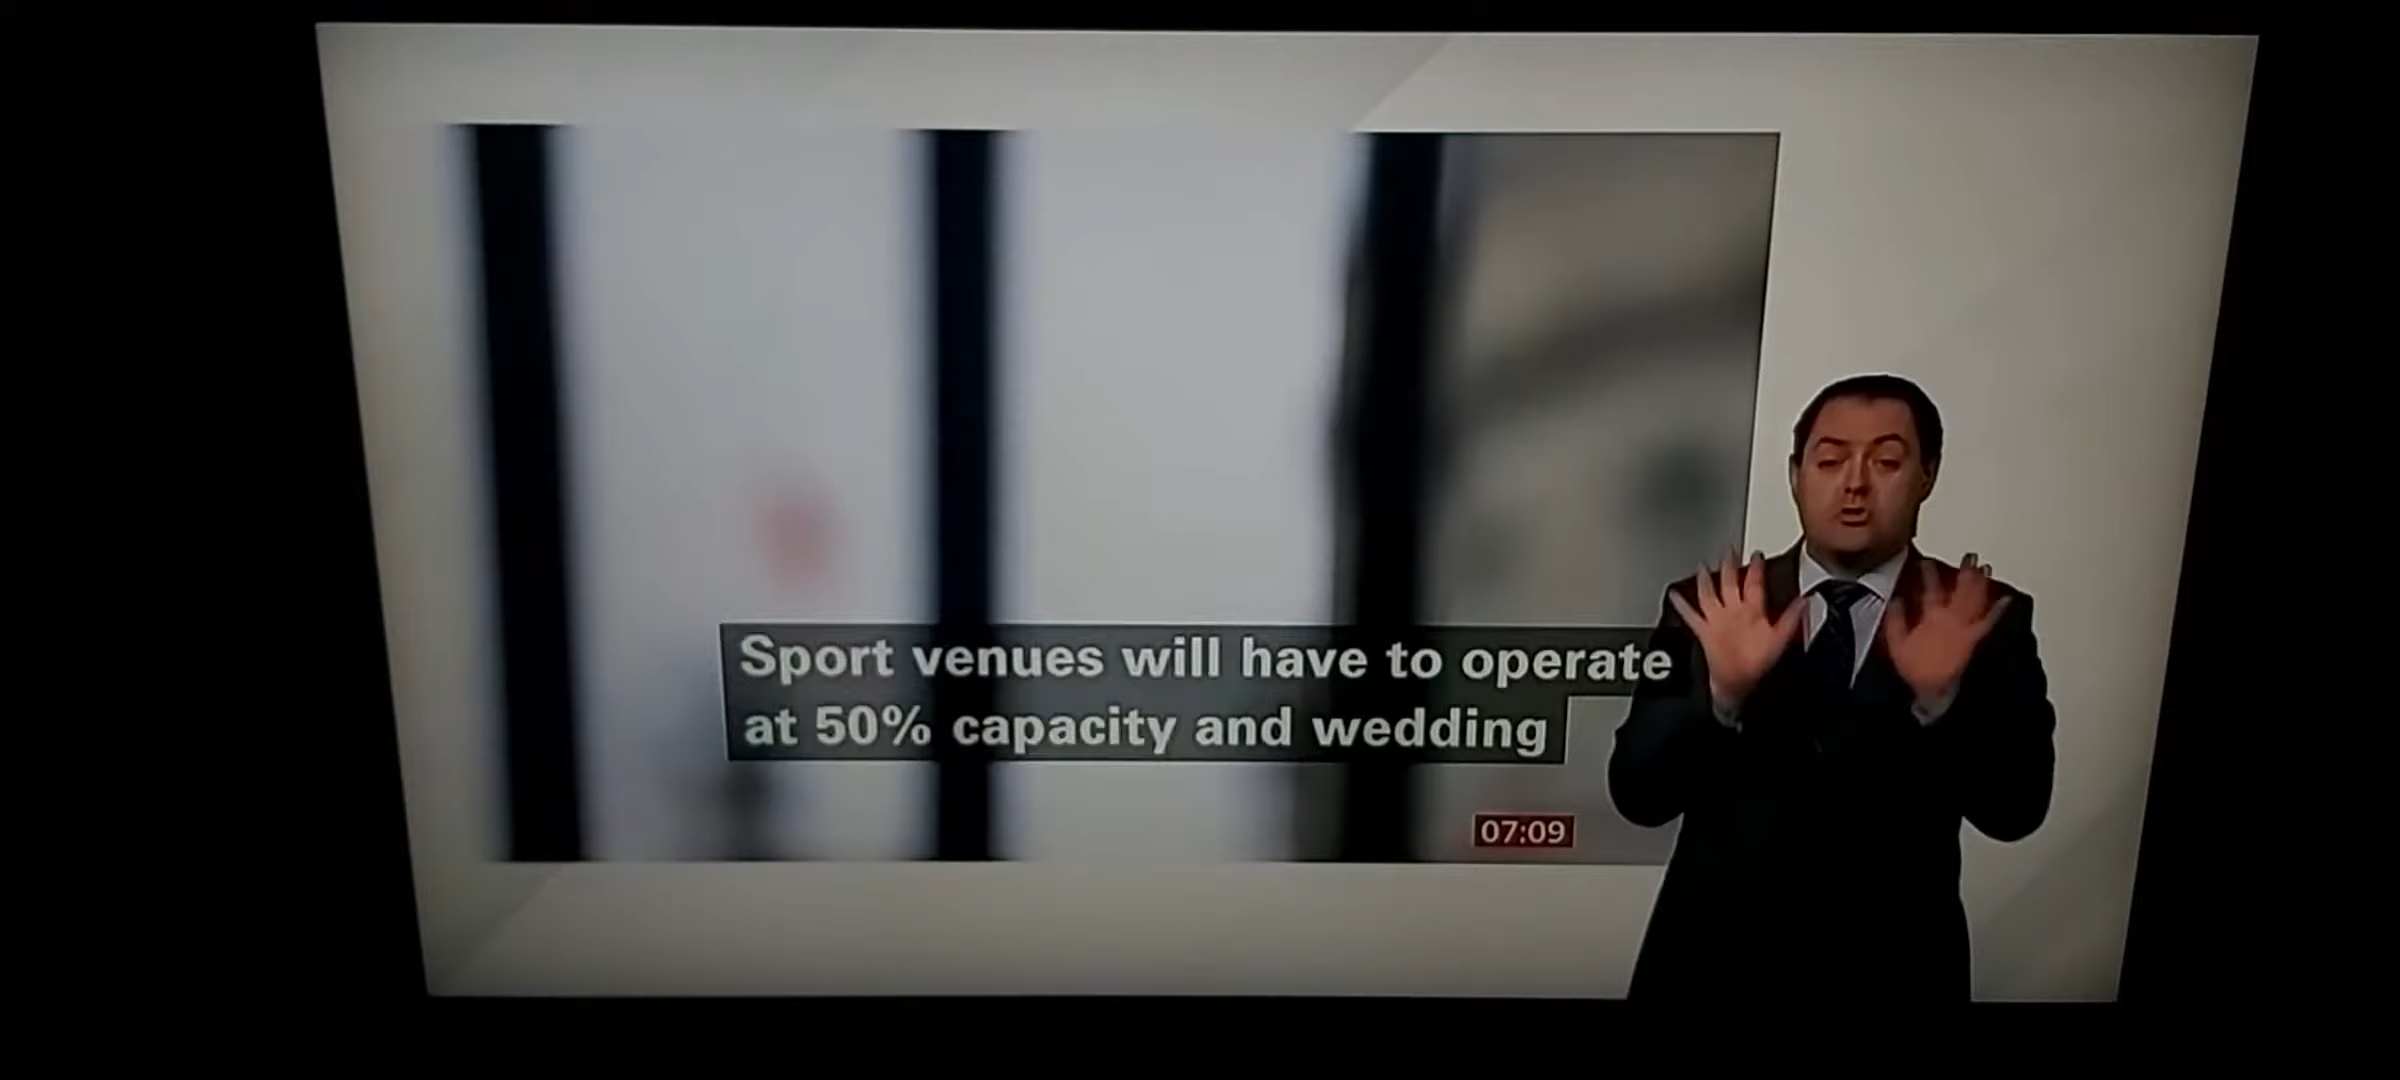 Sport venues will have to operate
at 50% capacity and wedding
07:09